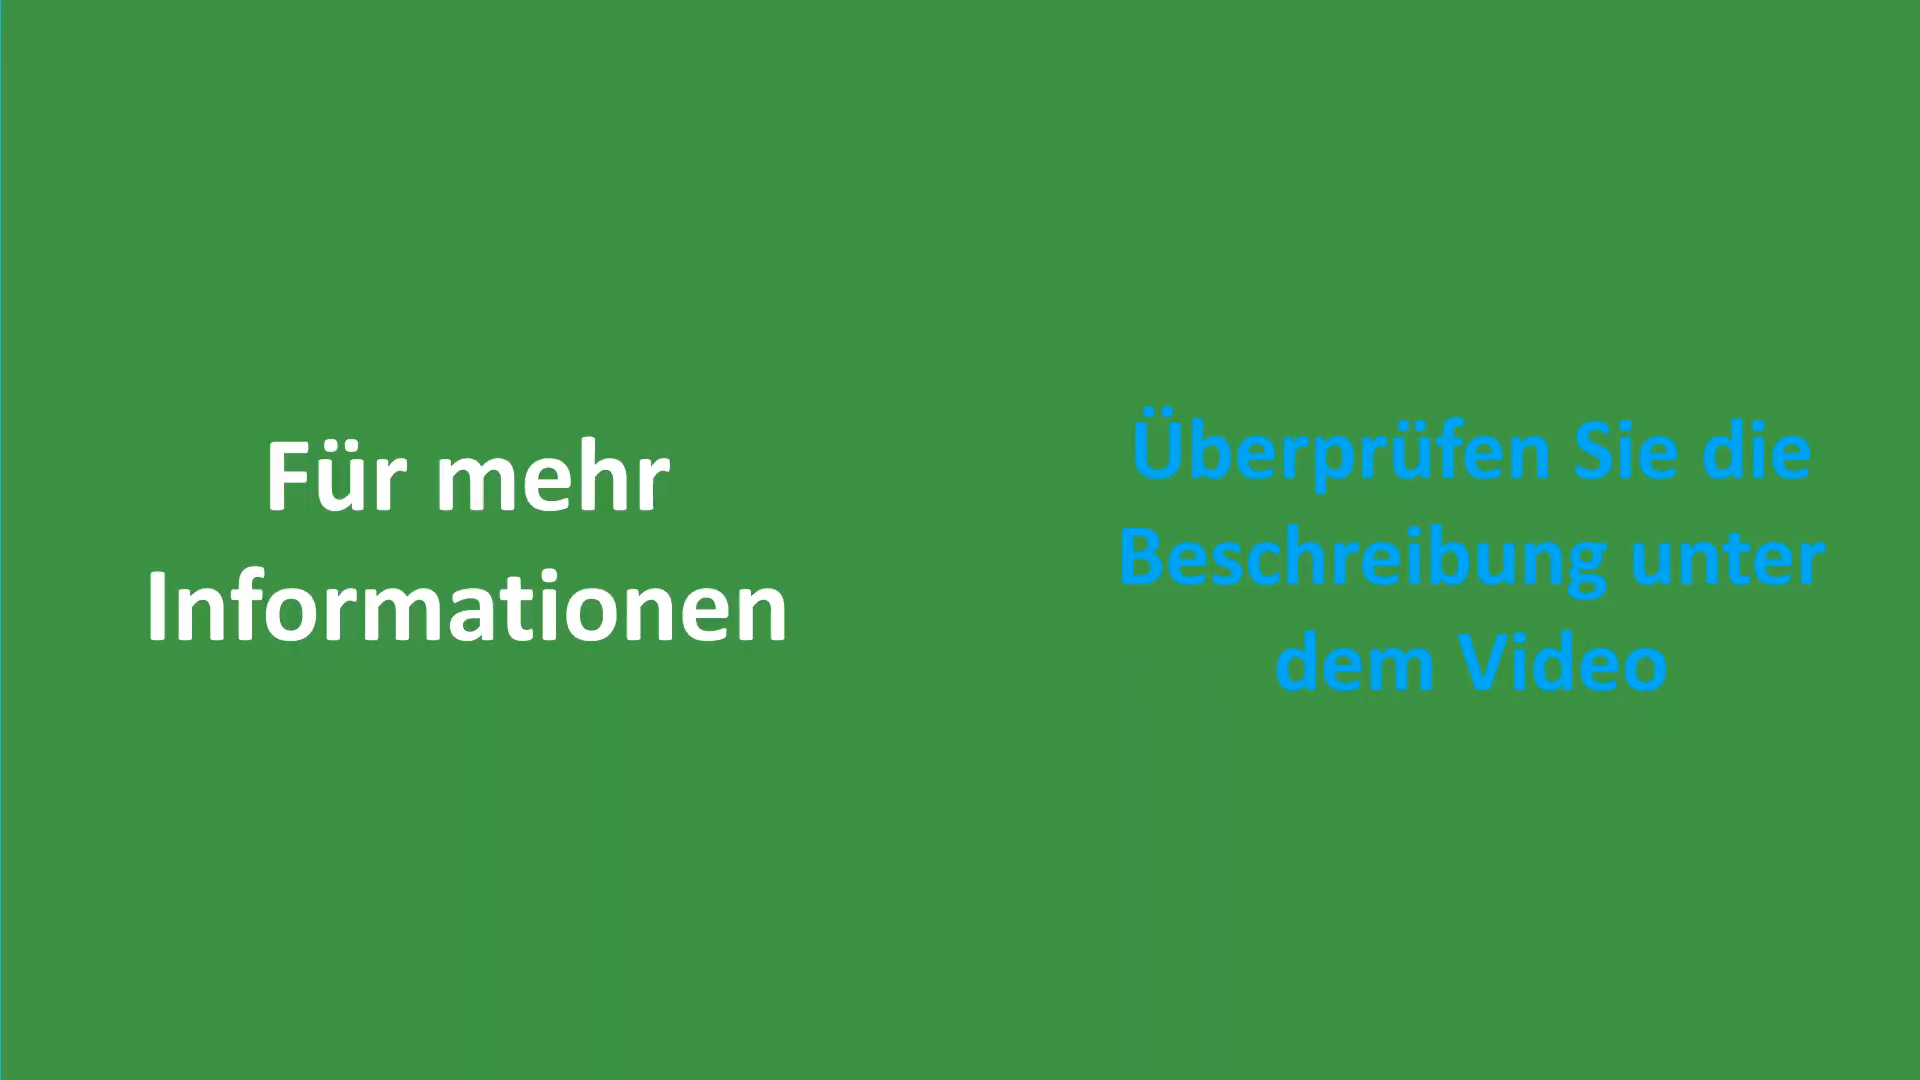 Für mehr
Informationen
Überprüfen Sie die
Beschreibung unter
dem Video